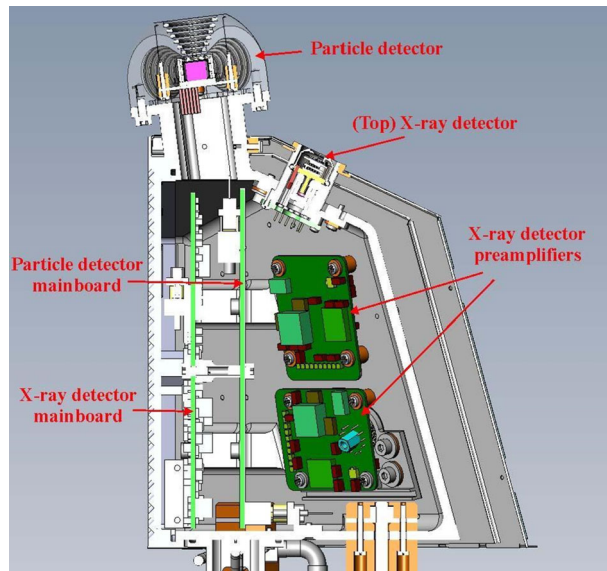 Particle detector
(Top) X-ray detector
X-ray detector
preamplifiers
Particle detector
mainboard
X-ray detector
mainboard